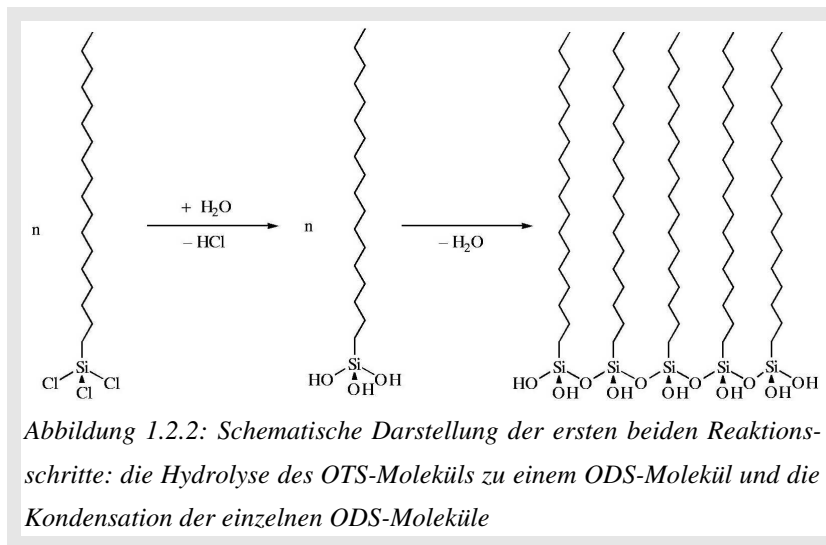 n
+ H₂O
– HCl
n
– H₂O
Si
Cl Cl
Cl
Si
HO OH
OH
Si Si Si Si Si
HO O O O O OH
OH OH OH OH OH
Abbildung 1.2.2: Schematische Darstellung der ersten beiden Reaktions-
schritte: die Hydrolyse des OTS-Moleküls zu einem ODS-Molekül und die
Kondensation der einzelnen ODS-Moleküle